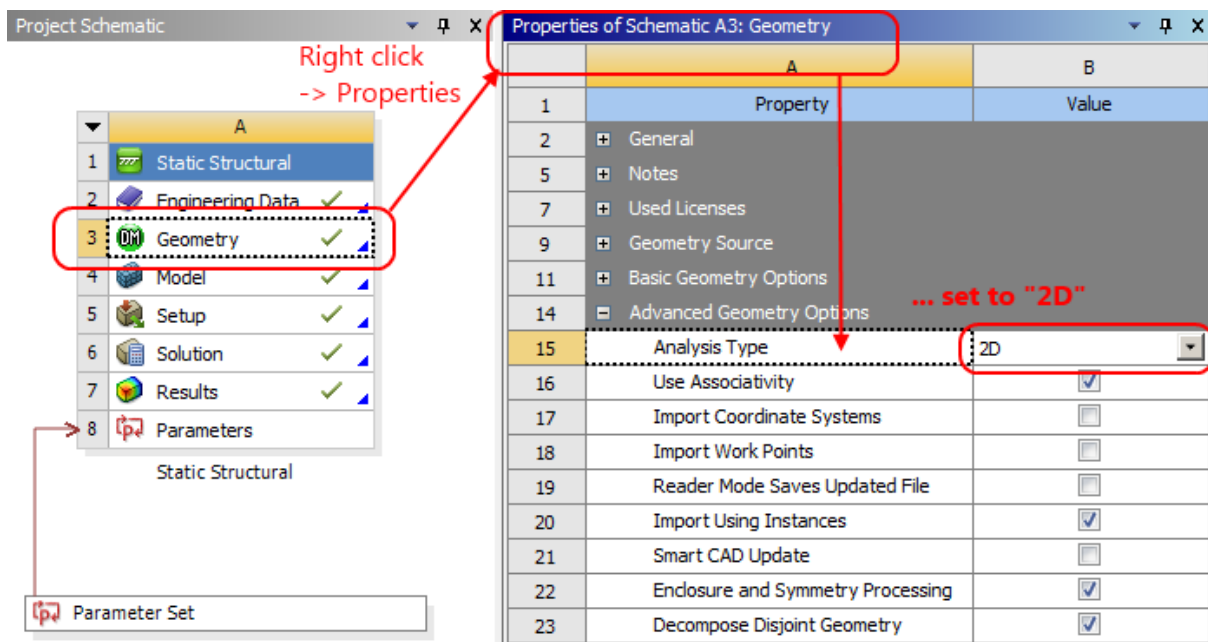 Project Schematic
Right click
-> Properties
A
1 Static Structural
2 Engineering Data
3 DM Geometry
4 Model
5 Setup
6 Solution
7 Results
8 Parameters
Static Structural
Parameter Set
Properties of Schematic A3: Geometry
A B
1 Property Value
2 General
5 Notes
7 Used Licenses
9 Geometry Source
11 Basic Geometry Options
... set to "2D"
14 Advanced Geometry Options
15 Analysis Type 2D
16 Use Associativity
17 Import Coordinate Systems
18 Import Work Points
19 Reader Mode Saves Updated File
20 Import Using Instances
21 Smart CAD Update
22 Enclosure and Symmetry Processing
23 Decompose Disjoint Geometry